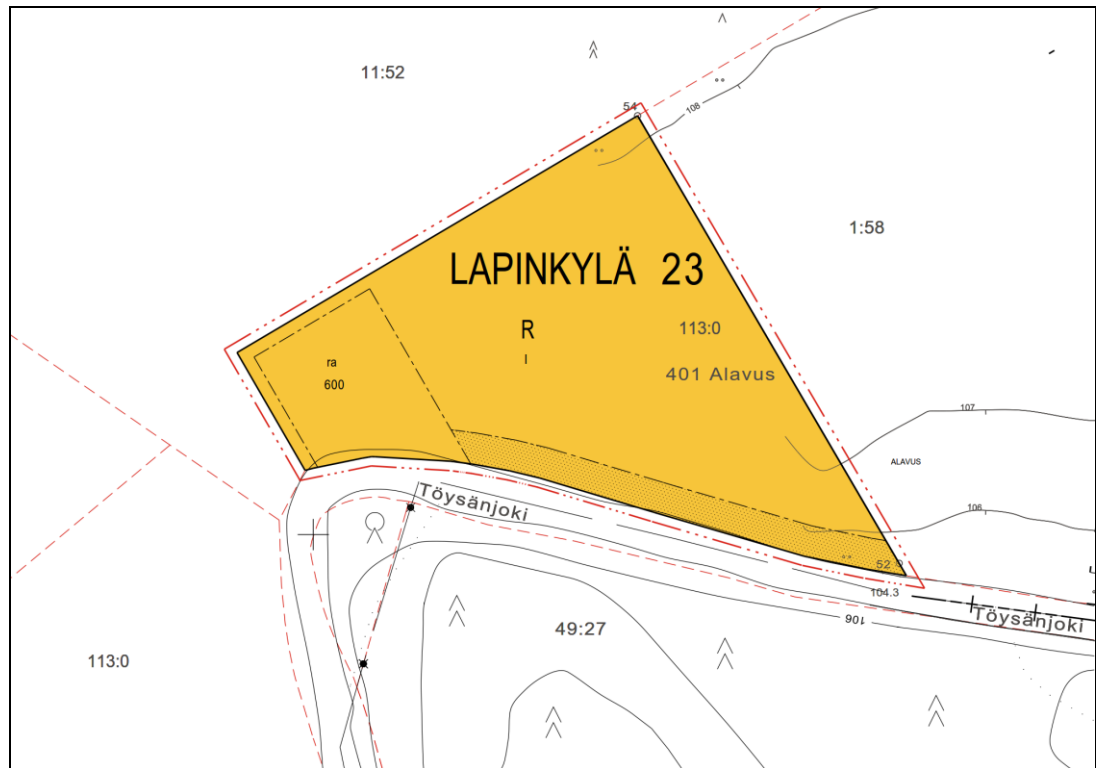 11:52
54
108
1:58
LAPINKYLÄ 23
R
I
113:0
401 Alavus
ra
600
107
ALAVUS
106
Töysänjoki
52
104.3
Töysänjoki
106
49:27
113:0